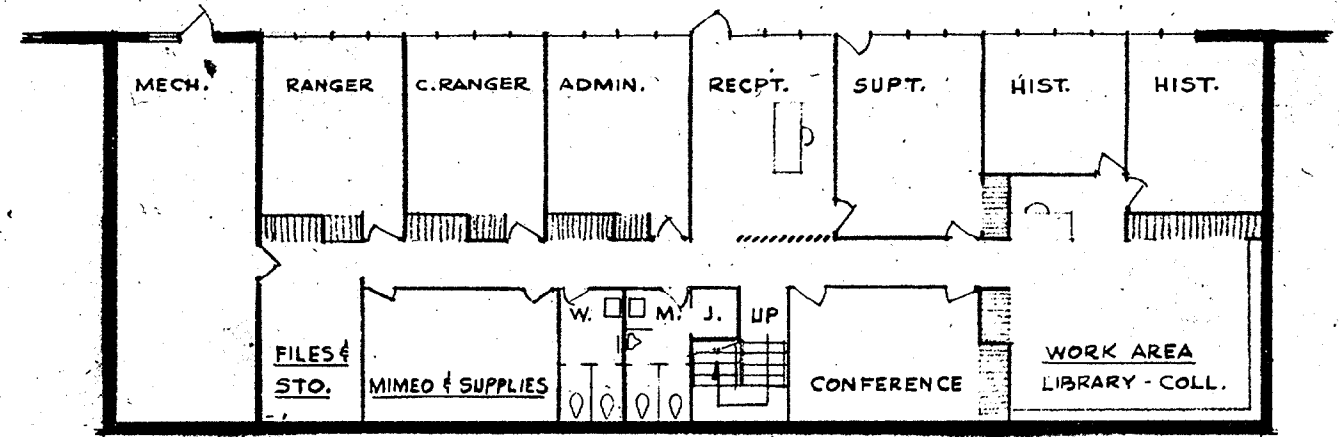 MECH.
RANGER
C.RANGER
ADMIN.
RECPT.
SUPT.
HIST.
HIST.
W.
M.
J.
UP
FILES &
STO.
MIMEO & SUPPLIES
CONFERENCE
WORK AREA
LIBRARY - COLL.